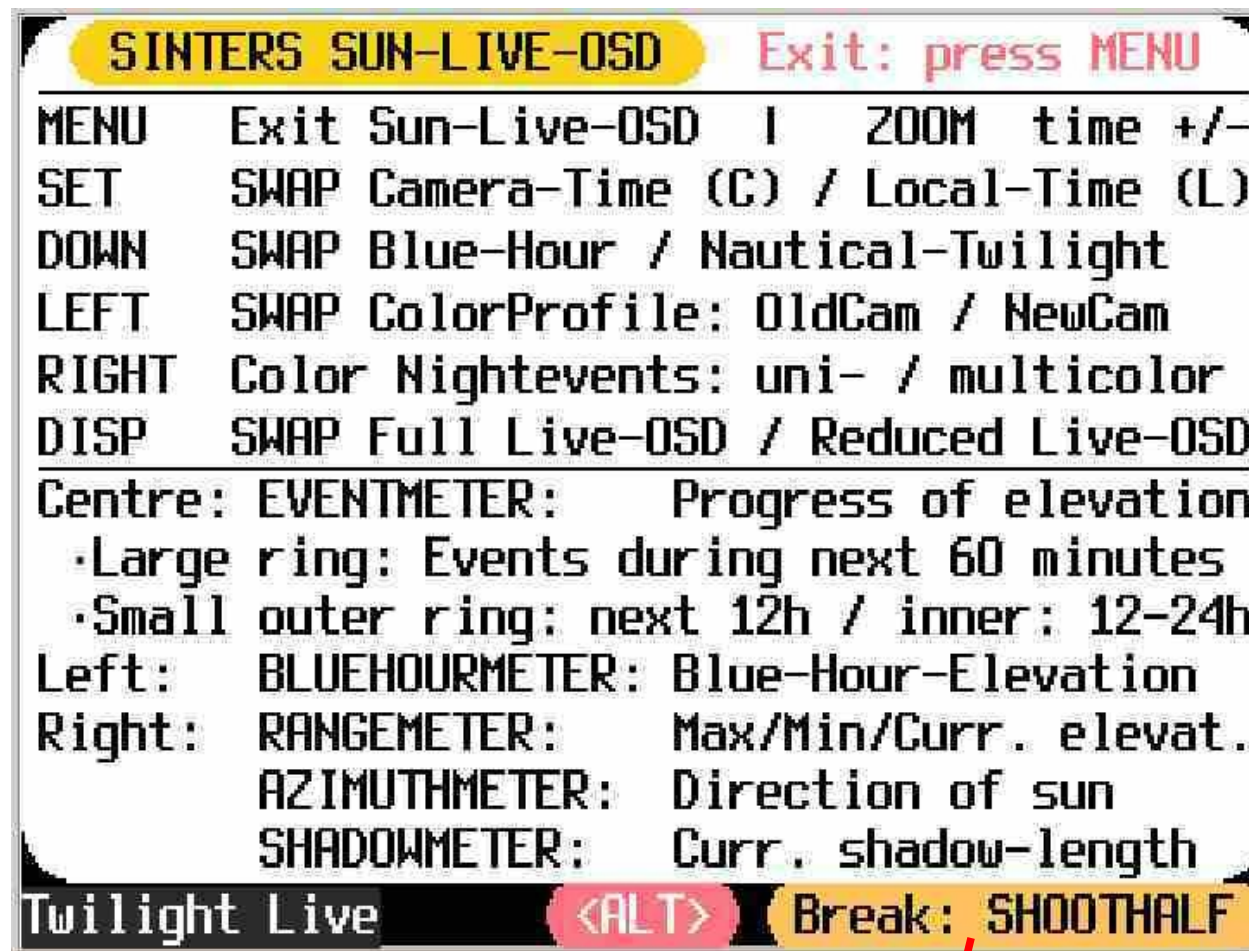 SINTERS SUN-LIVE-OSD Exit: press MENU
MENU Exit Sun-Live-OSD | ZOOM time +/-
SET SWAP Camera-Time (C) / Local-Time (L)
DOWN SWAP Blue-Hour / Nautical-Twilight
LEFT SWAP ColorProfile: OldCam / NewCam
RIGHT Color Nightevents: uni- / multicolor
DISP SWAP Full Live-OSD / Reduced Live-OSD
Centre: EVENTMETER: Progress of elevation
·Large ring: Events during next 60 minutes
·Small outer ring: next 12h / inner: 12-24h
Left: BLUEHOURMETER: Blue-Hour-Elevation
Right: RANGEMETER: Max/Min/Curr. elevat.
AZIMUTHMETER: Direction of sun
SHADOWMETER: Curr. shadow-length
Twilight Live <ALT> Break: SHOOTHALF